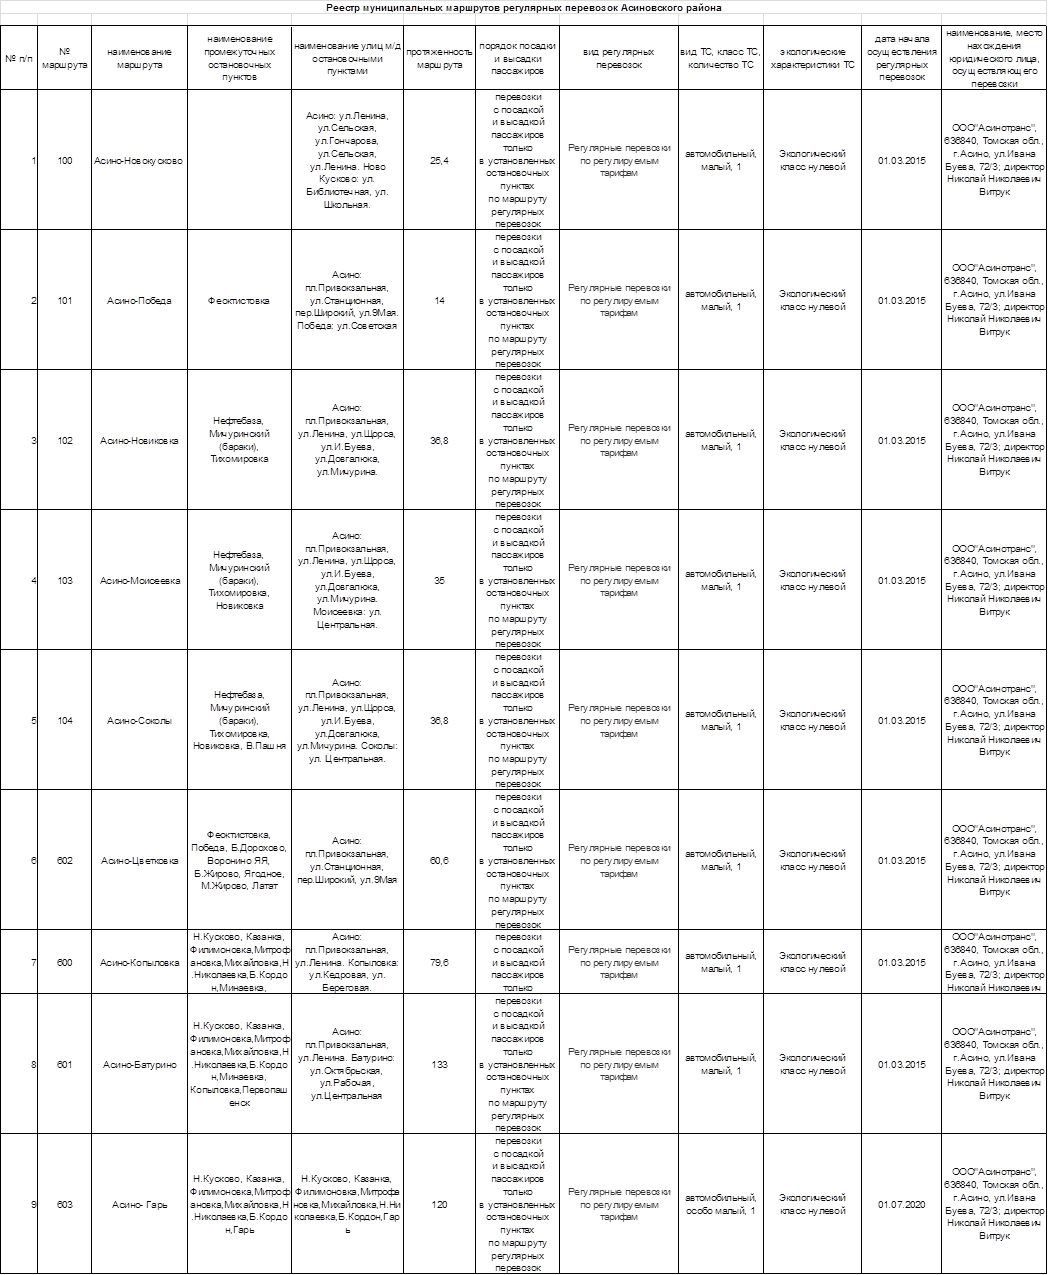 Реестр муниципальных маршрутов регулярных перевозок Асиновского района
№ п/п
№
маршрута
наименование
маршрута
наименование
промежуточных
остановочных
пунктов
наименование улиц м/д
остановочными
пунктами
протяженность
маршрута
порядок посадки
и высадки
пассажиров
вид регулярных
перевозок
вид ТС, класс ТС,
количество ТС
экологические
характеристики ТС
дата начала
осуществления
регулярных
перевозок
наименование, место
нахождения
юридического лица,
осуществляющего
перевозки
1
100
Асино-Новокусково
Асино: ул.Ленина,
ул.Сельская,
ул.Гончарова,
ул.Сельская,
ул.Ленина. Ново
Кусково: ул.
Библиотечная, ул.
Школьная.
25,4
перевозки
с посадкой
и высадкой
пассажиров
только
в установленных
остановочных
пунктах
по маршруту
регулярных
перевозок
Регулярные перевозки
по регулируемым
тарифам
автомобильный,
малый, 1
Экологический
класс нулевой
01.03.2015
ООО"Асинотранс",
636840, Томская обл.,
г.Асино, ул.Ивана
Буева, 72/3; директор
Николай Николаевич
Витрук
2
101
Асино-Победа
Феоктистовка
Асино:
пл.Привокзальная,
ул.Станционная,
пер.Широкий, ул.9Мая.
Победа: ул.Советская
14
перевозки
с посадкой
и высадкой
пассажиров
только
в установленных
остановочных
пунктах
по маршруту
регулярных
перевозок
Регулярные перевозки
по регулируемым
тарифам
автомобильный,
малый, 1
Экологический
класс нулевой
01.03.2015
ООО"Асинотранс",
636840, Томская обл.,
г.Асино, ул.Ивана
Буева, 72/3; директор
Николай Николаевич
Витрук
3
102
Асино-Новиковка
Нефтебаза,
Мичуринский
(бараки),
Тихомировка
Асино:
пл.Привокзальная,
ул.Ленина, ул.Щорса,
ул.И.Буева,
ул.Довгалюка,
ул.Мичурина.
36,8
перевозки
с посадкой
и высадкой
пассажиров
только
в установленных
остановочных
пунктах
по маршруту
регулярных
перевозок
Регулярные перевозки
по регулируемым
тарифам
автомобильный,
малый, 1
Экологический
класс нулевой
01.03.2015
ООО"Асинотранс",
636840, Томская обл.,
г.Асино, ул.Ивана
Буева, 72/3; директор
Николай Николаевич
Витрук
4
103
Асино-Моисеевка
Нефтебаза,
Мичуринский
(бараки),
Тихомировка,
Новиковка
Асино:
пл.Привокзальная,
ул.Ленина, ул.Щорса,
ул.И.Буева,
ул.Довгалюка,
ул.Мичурина.
Моисеевка: ул.
Центральная.
35
перевозки
с посадкой
и высадкой
пассажиров
только
в установленных
остановочных
пунктах
по маршруту
регулярных
перевозок
Регулярные перевозки
по регулируемым
тарифам
автомобильный,
малый, 1
Экологический
класс нулевой
01.03.2015
ООО"Асинотранс",
636840, Томская обл.,
г.Асино, ул.Ивана
Буева, 72/3; директор
Николай Николаевич
Витрук
5
104
Асино-Соколы
Нефтебаза,
Мичуринский
(бараки),
Тихомировка,
Новиковка, В.Пашня
Асино:
пл.Привокзальная,
ул.Ленина, ул.Щорса,
ул.И.Буева,
ул.Довгалюка,
ул.Мичурина. Соколы:
ул. Центральная.
36,8
перевозки
с посадкой
и высадкой
пассажиров
только
в установленных
остановочных
пунктах
по маршруту
регулярных
перевозок
Регулярные перевозки
по регулируемым
тарифам
автомобильный,
малый, 1
Экологический
класс нулевой
01.03.2015
ООО"Асинотранс",
636840, Томская обл.,
г.Асино, ул.Ивана
Буева, 72/3; директор
Николай Николаевич
Витрук
6
602
Асино-Цветковка
Феоктистовка,
Победа, Б.Дорохово,
Воронино ЯЯ,
Б.Жирово, Ягодное,
М.Жирово, Латат
Асино:
пл.Привокзальная,
ул.Станционная,
пер.Широкий, ул.9Мая
60,6
перевозки
с посадкой
и высадкой
пассажиров
только
в установленных
остановочных
пунктах
по маршруту
регулярных
перевозок
Регулярные перевозки
по регулируемым
тарифам
автомобильный,
малый, 1
Экологический
класс нулевой
01.03.2015
ООО"Асинотранс",
636840, Томская обл.,
г.Асино, ул.Ивана
Буева, 72/3; директор
Николай Николаевич
Витрук
7
600
Асино-Копыловка
Н.Кусково, Казанка,
Филимоновка,Митроф
ановка,Михайловка,Н
.Николаевка,Б.Кордо
н,Минаевка,
Асино:
пл.Привокзальная,
ул.Ленина. Копыловка:
ул.Кедровая, ул.
Береговая.
79,6
перевозки
с посадкой
и высадкой
пассажиров
только
Регулярные перевозки
по регулируемым
тарифам
автомобильный,
малый, 1
Экологический
класс нулевой
01.03.2015
ООО"Асинотранс",
636840, Томская обл.,
г.Асино, ул.Ивана
Буева, 72/3; директор
Николай Николаевич
8
601
Асино-Батурино
Н.Кусково, Казанка,
Филимоновка,Митроф
ановка,Михайловка,Н
.Николаевка,Б.Кордо
н,Минаевка,
Копыловка,Первопаш
енск
Асино:
пл.Привокзальная,
ул.Ленина. Батурино:
ул.Октябрьская,
ул.Рабочая,
ул.Центральная
133
перевозки
с посадкой
и высадкой
пассажиров
только
в установленных
остановочных
пунктах
по маршруту
регулярных
перевозок
Регулярные перевозки
по регулируемым
тарифам
автомобильный,
малый, 1
Экологический
класс нулевой
01.03.2015
ООО"Асинотранс",
636840, Томская обл.,
г.Асино, ул.Ивана
Буева, 72/3; директор
Николай Николаевич
Витрук
9
603
Асино- Гарь
Н.Кусково, Казанка,
Филимоновка,Митроф
ановка,Михайловка,Н
.Николаевка,Б.Кордо
н,Гарь
Н.Кусково, Казанка,
Филимоновка,Митрофа
новка,Михайловка,Н.Ни
колаевка,Б.Кордон,Гар
ь
120
перевозки
с посадкой
и высадкой
пассажиров
только
в установленных
остановочных
пунктах
по маршруту
регулярных
перевозок
Регулярные перевозки
по регулируемым
тарифам
автомобильный,
особо малый, 1
Экологический
класс нулевой
01.07.2020
ООО"Асинотранс",
636840, Томская обл.,
г.Асино, ул.Ивана
Буева, 72/3; директор
Николай Николаевич
Витрук